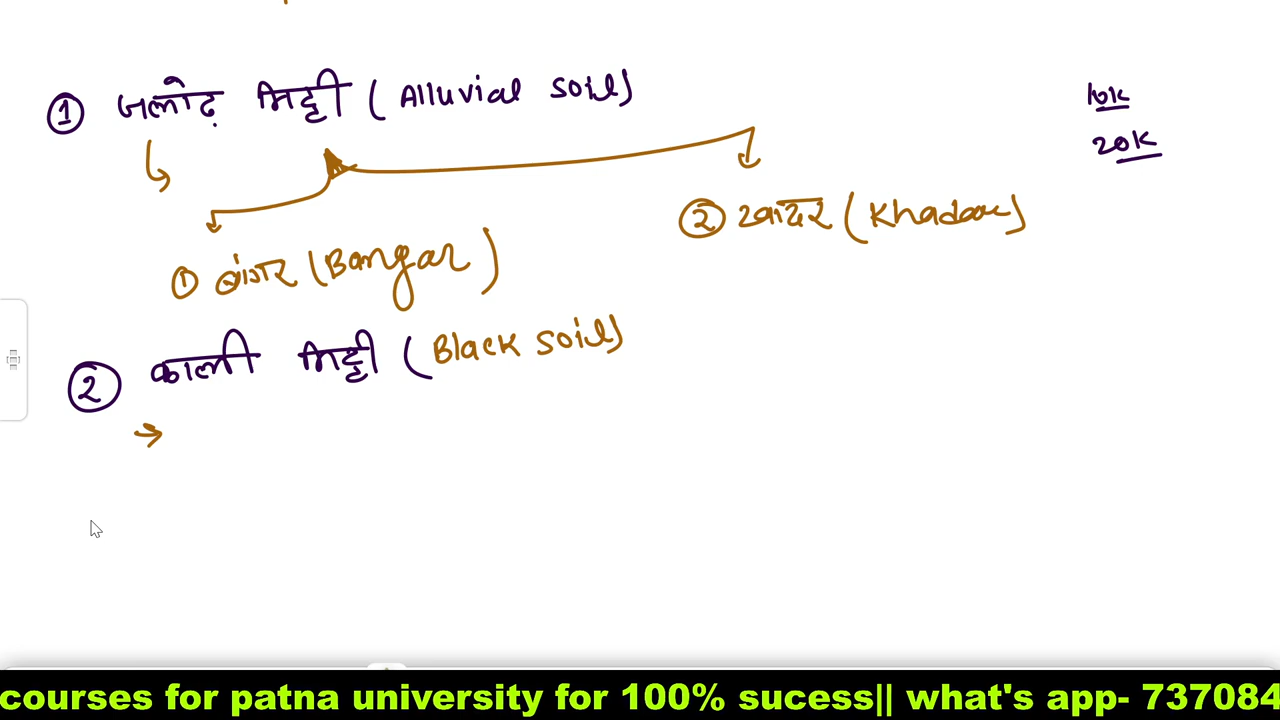 ① जलोढ़ मिट्टी (Alluvial soil)
10K
20K
② खादर (Khadar)
① बांगर (Bangar)
② काली मिट्टी (Black soil)
courses for patna university for 100% sucess|| what's app- 737084